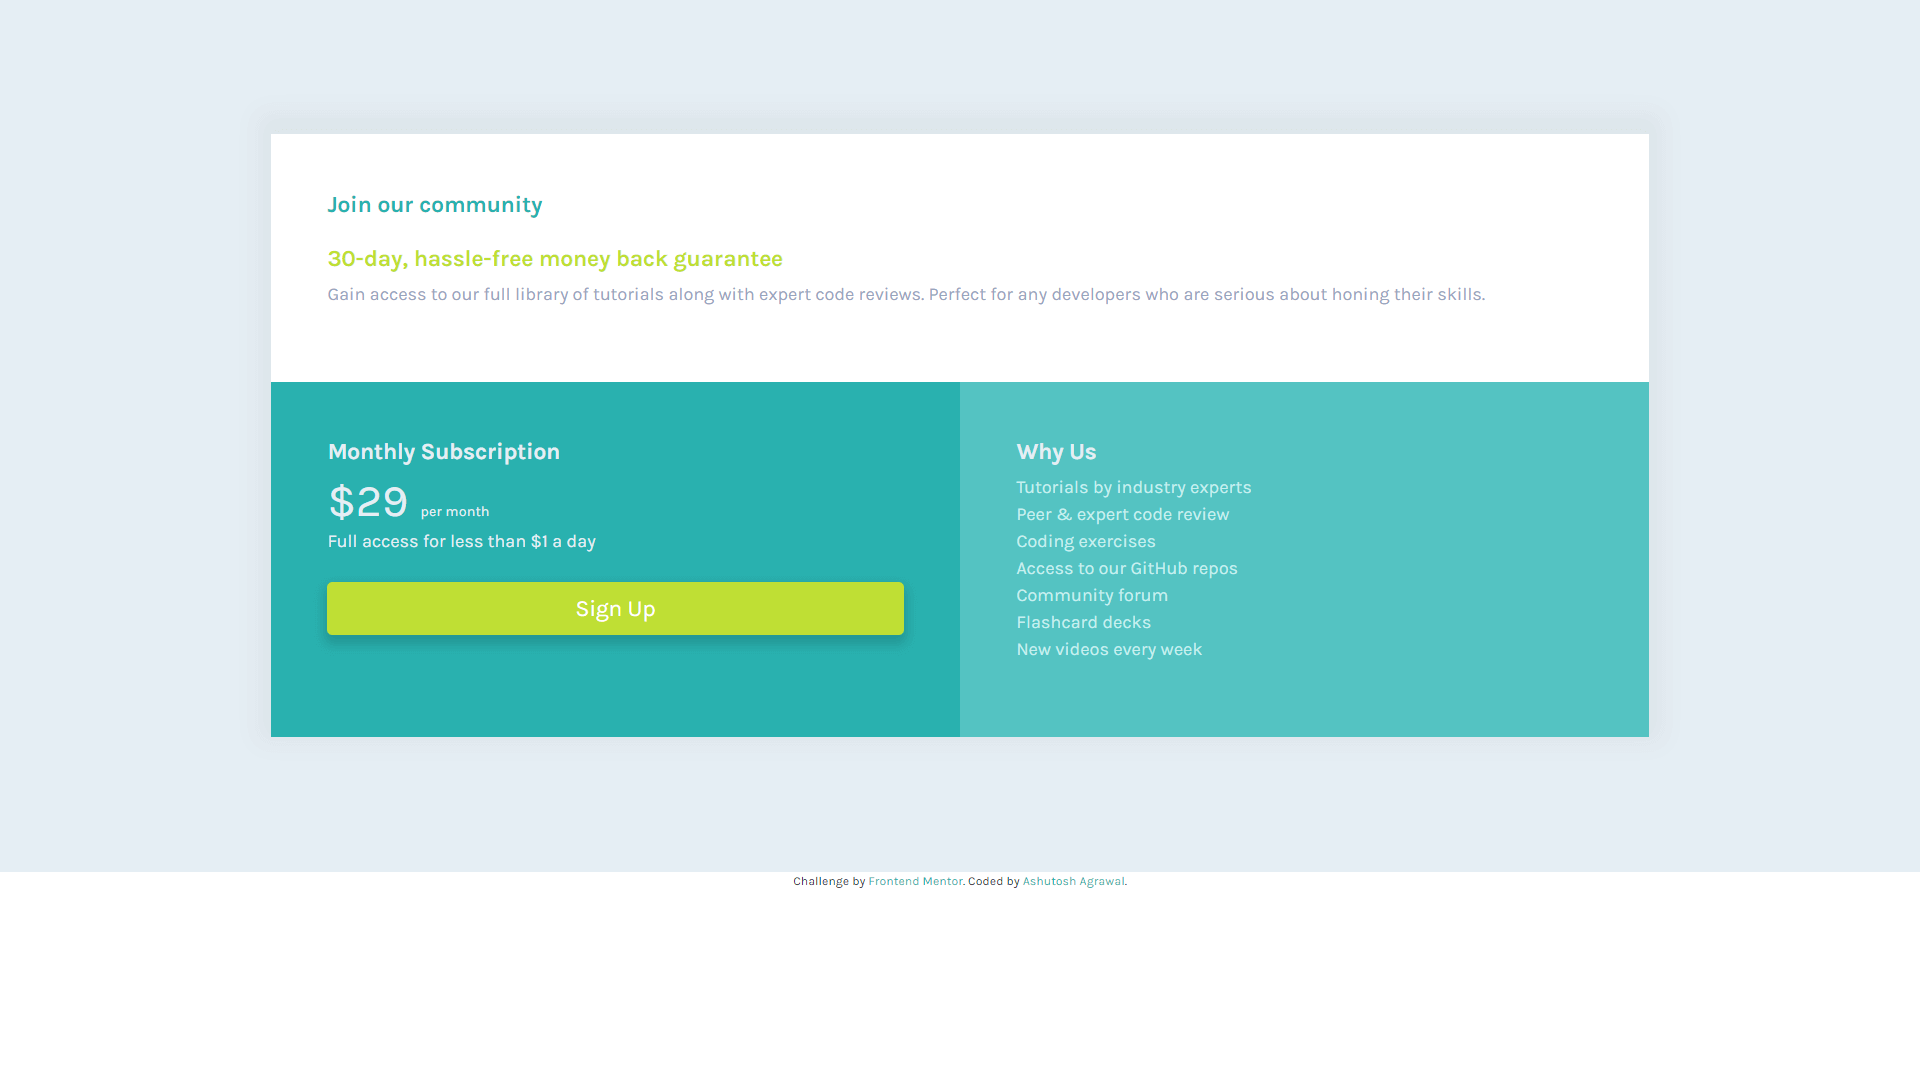 Join our community
30-day, hassle-free money back guarantee
Gain access to our full library of tutorials along with expert code reviews. Perfect for any developers who are serious about honing their skills.
Monthly Subscription
$29 per month
Full access for less than $1 a day
Sign Up
Why Us
Tutorials by industry experts
Peer & expert code review
Coding exercises
Access to our GitHub repos
Community forum
Flashcard decks
New videos every week
Challenge by Frontend Mentor. Coded by Ashutosh Agrawal.